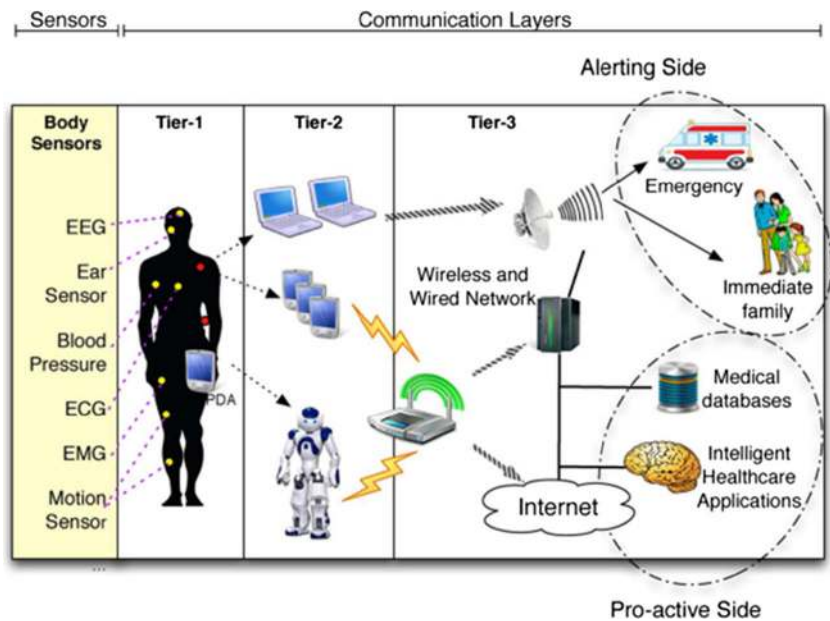 Sensors
Communication Layers
Alerting Side
Body
Sensors
Tier-1
Tier-2
Tier-3
EEG
Ear
Sensor
Blood
Pressure
ECG
EMG
Motion
Sensor
...
PDA
Wireless and
Wired Network
Internet
Emergency
Immediate
family
Medical
databases
Intelligent
Healthcare
Applications
Pro-active Side